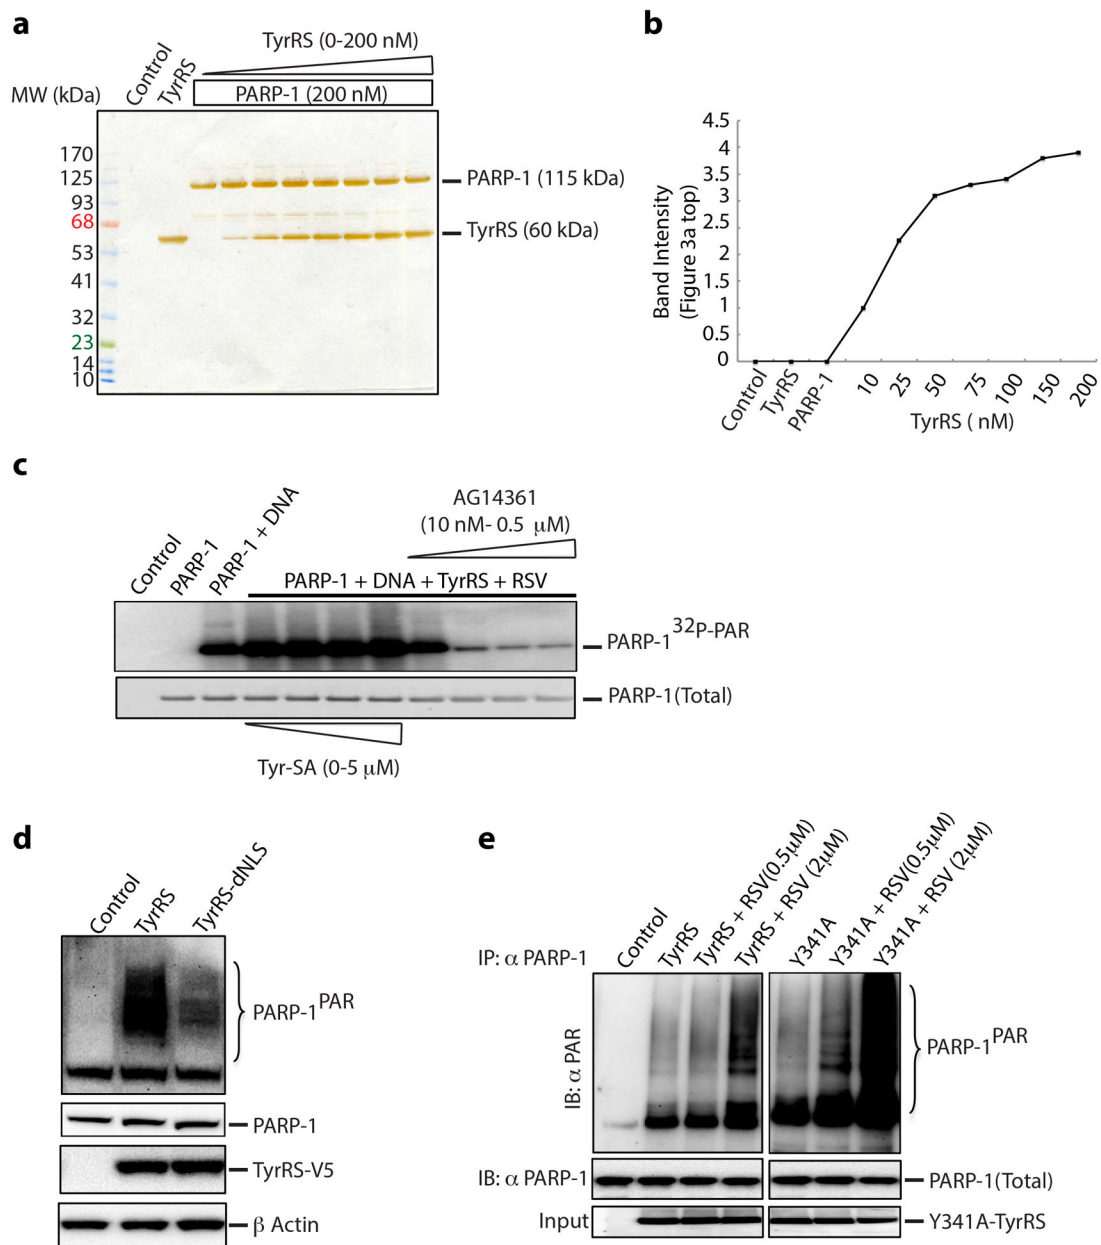 a
TyrRS (0-200 nM)
Control
TyrRS
MW (kDa)
PARP-1 (200 nM)
170
125
93
68
53
41
32
23
14
10
PARP-1 (115 kDa)
TyrRS (60 kDa)
b
4.5
4
3.5
3
2.5
2
1.5
1
0.5
0
Band Intensity
(Figure 3a top)
Control
TyrRS
PARP-1
10
25
50
75
100
150
200
TyrRS ( nM)
c
Control
PARP-1
PARP-1 + DNA
AG14361
(10 nM- 0.5 μM)
PARP-1 + DNA + TyrRS + RSV
PARP-1 32P-PAR
PARP-1(Total)
Tyr-SA (0-5 μM)
d
Control
TyrRS
TyrRS-dNLS
PARP-1 PAR
PARP-1
TyrRS-V5
β Actin
e
IP: α PARP-1
Control
TyrRS
TyrRS + RSV(0.5μM)
TyrRS + RSV (2μM)
Y341A
Y341A + RSV(0.5μM)
Y341A + RSV (2μM)
IB: α PAR
PARP-1 PAR
IB: α PARP-1
PARP-1(Total)
Input
Y341A-TyrRS